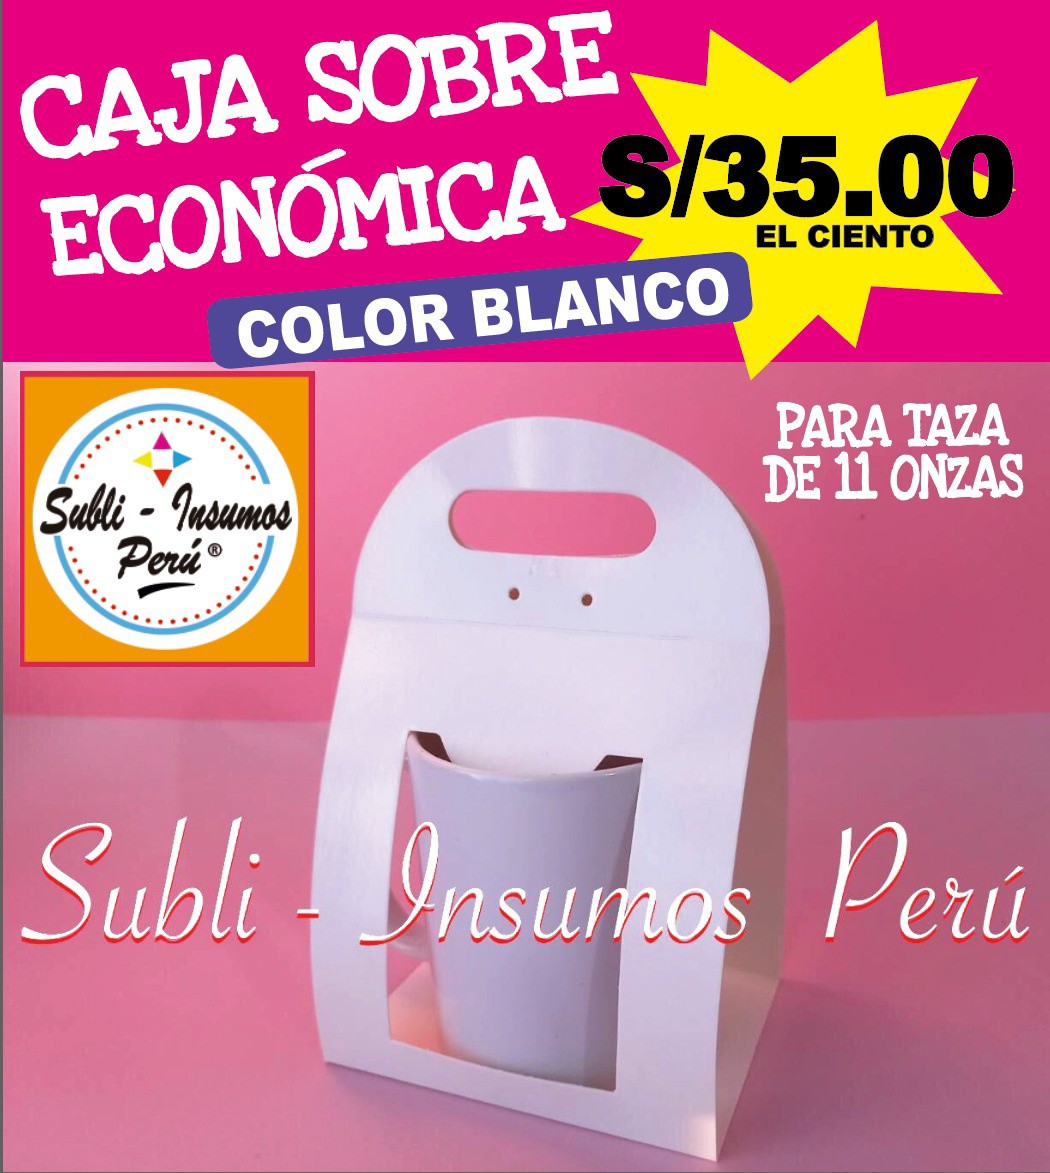 CAJA SOBRE
ECONÓMICA
S/35.00
EL CIENTO
COLOR BLANCO
PARA TAZA
DE 11 ONZAS
Subli - Insumos
Perú®
Subli - Insumos Perú